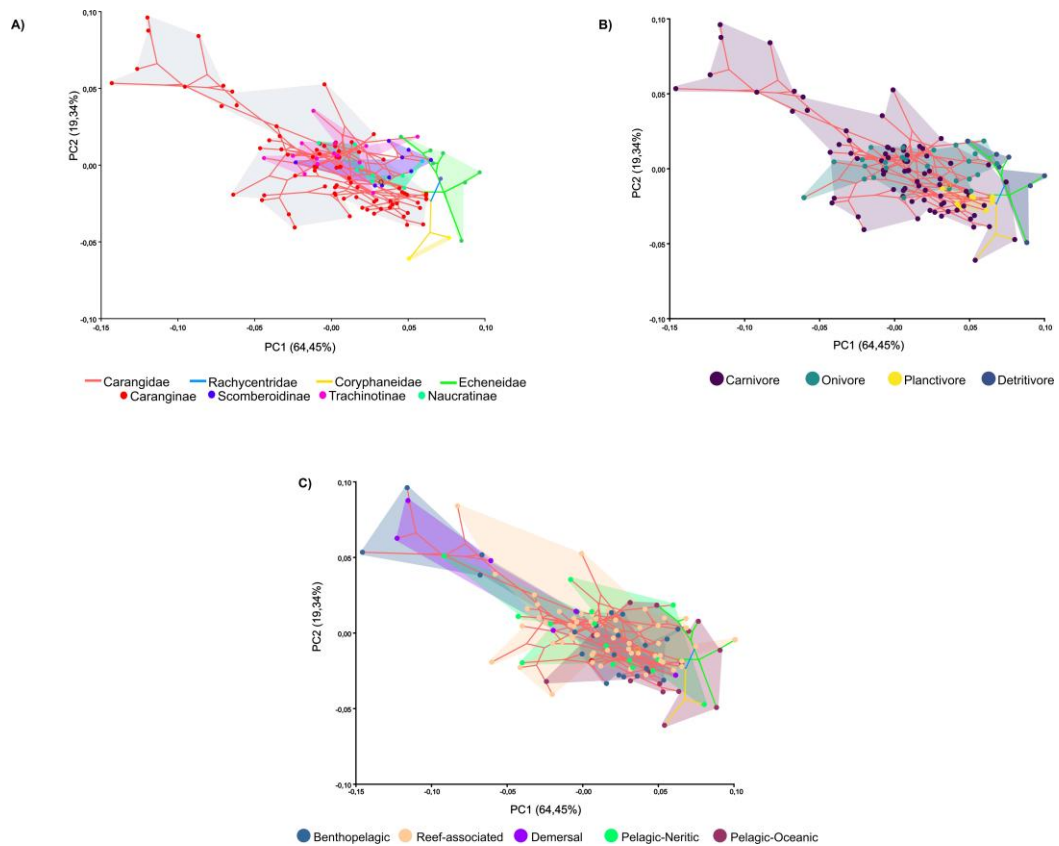 A)
0,10
0,05
0,00
-0,05
-0,10
PC2 (19,34%)
-0,15 -0,10 -0,05 -0,00 0,05 0,10
PC1 (64,45%)
Carangidae Rachycentridae Coryphaneidae Echeneidae
Caranginae Scomberoidinae Trachinotinae Naucratinae
B)
0,10
0,05
0,00
-0,05
-0,10
PC2 (19,34%)
-0,15 -0,10 -0,05 -0,00 0,05 0,10
PC1 (64,45%)
Carnivore Onivore Planctivore Detritivore
C)
0,10
0,05
0,00
-0,05
-0,10
PC2 (19,34%)
-0,15 -0,10 -0,05 -0,00 0,05 0,10
PC1 (64,45%)
Benthopelagic Reef-associated Demersal Pelagic-Neritic Pelagic-Oceanic